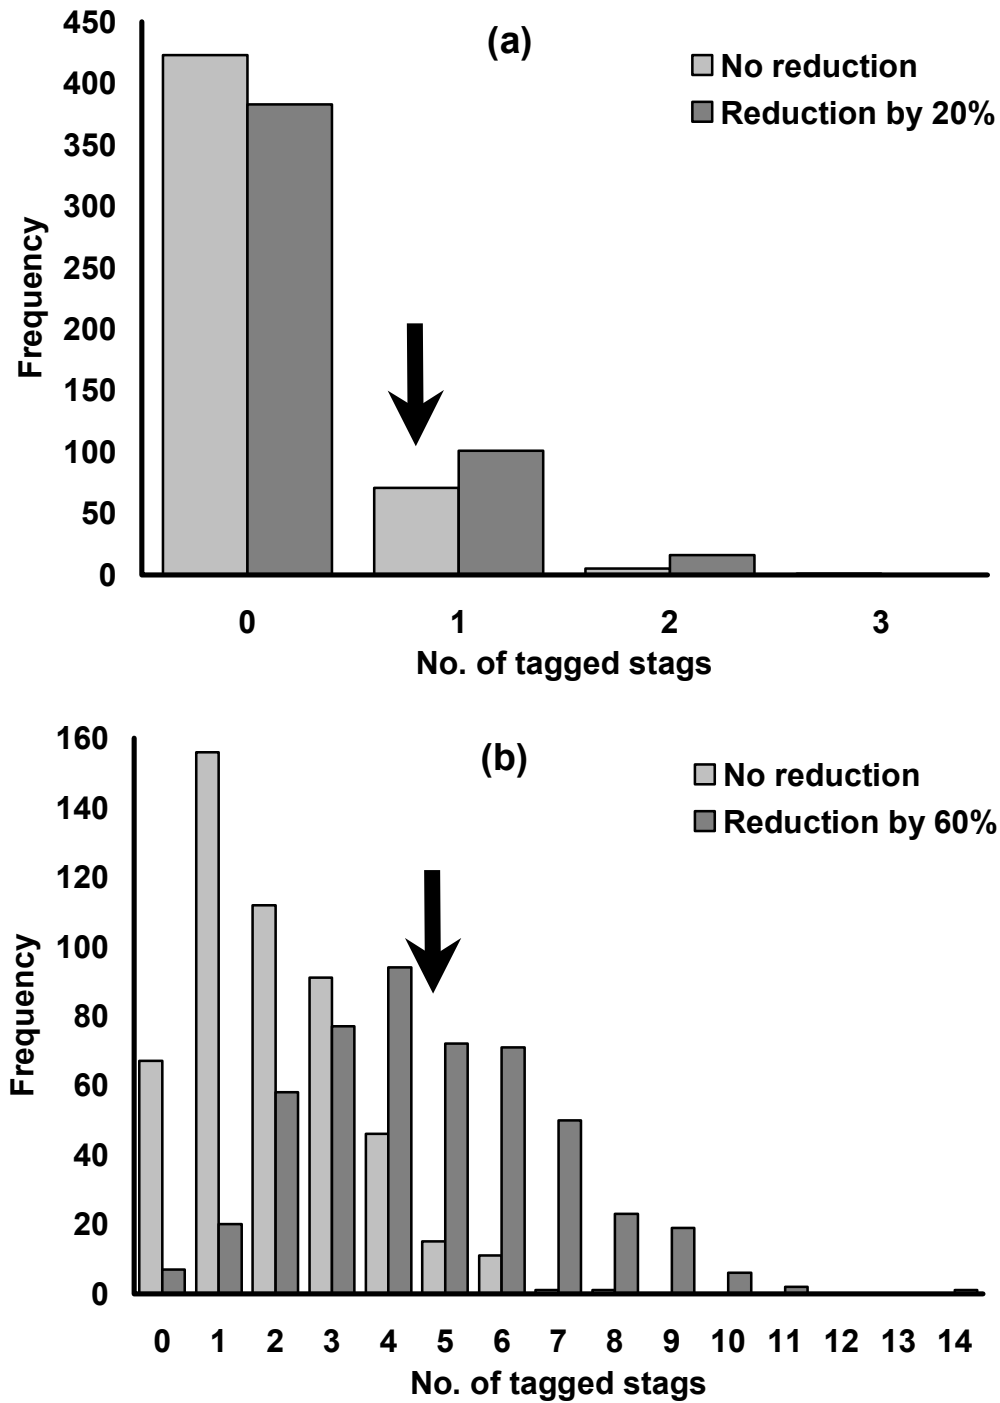 (a)
No reduction
Reduction by 20%
Frequency
450
400
350
300
250
200
150
100
50
0
0 1 2 3
No. of tagged stags
(b)
No reduction
Reduction by 60%
Frequency
160
140
120
100
80
60
40
20
0
0 1 2 3 4 5 6 7 8 9 10 11 12 13 14
No. of tagged stags